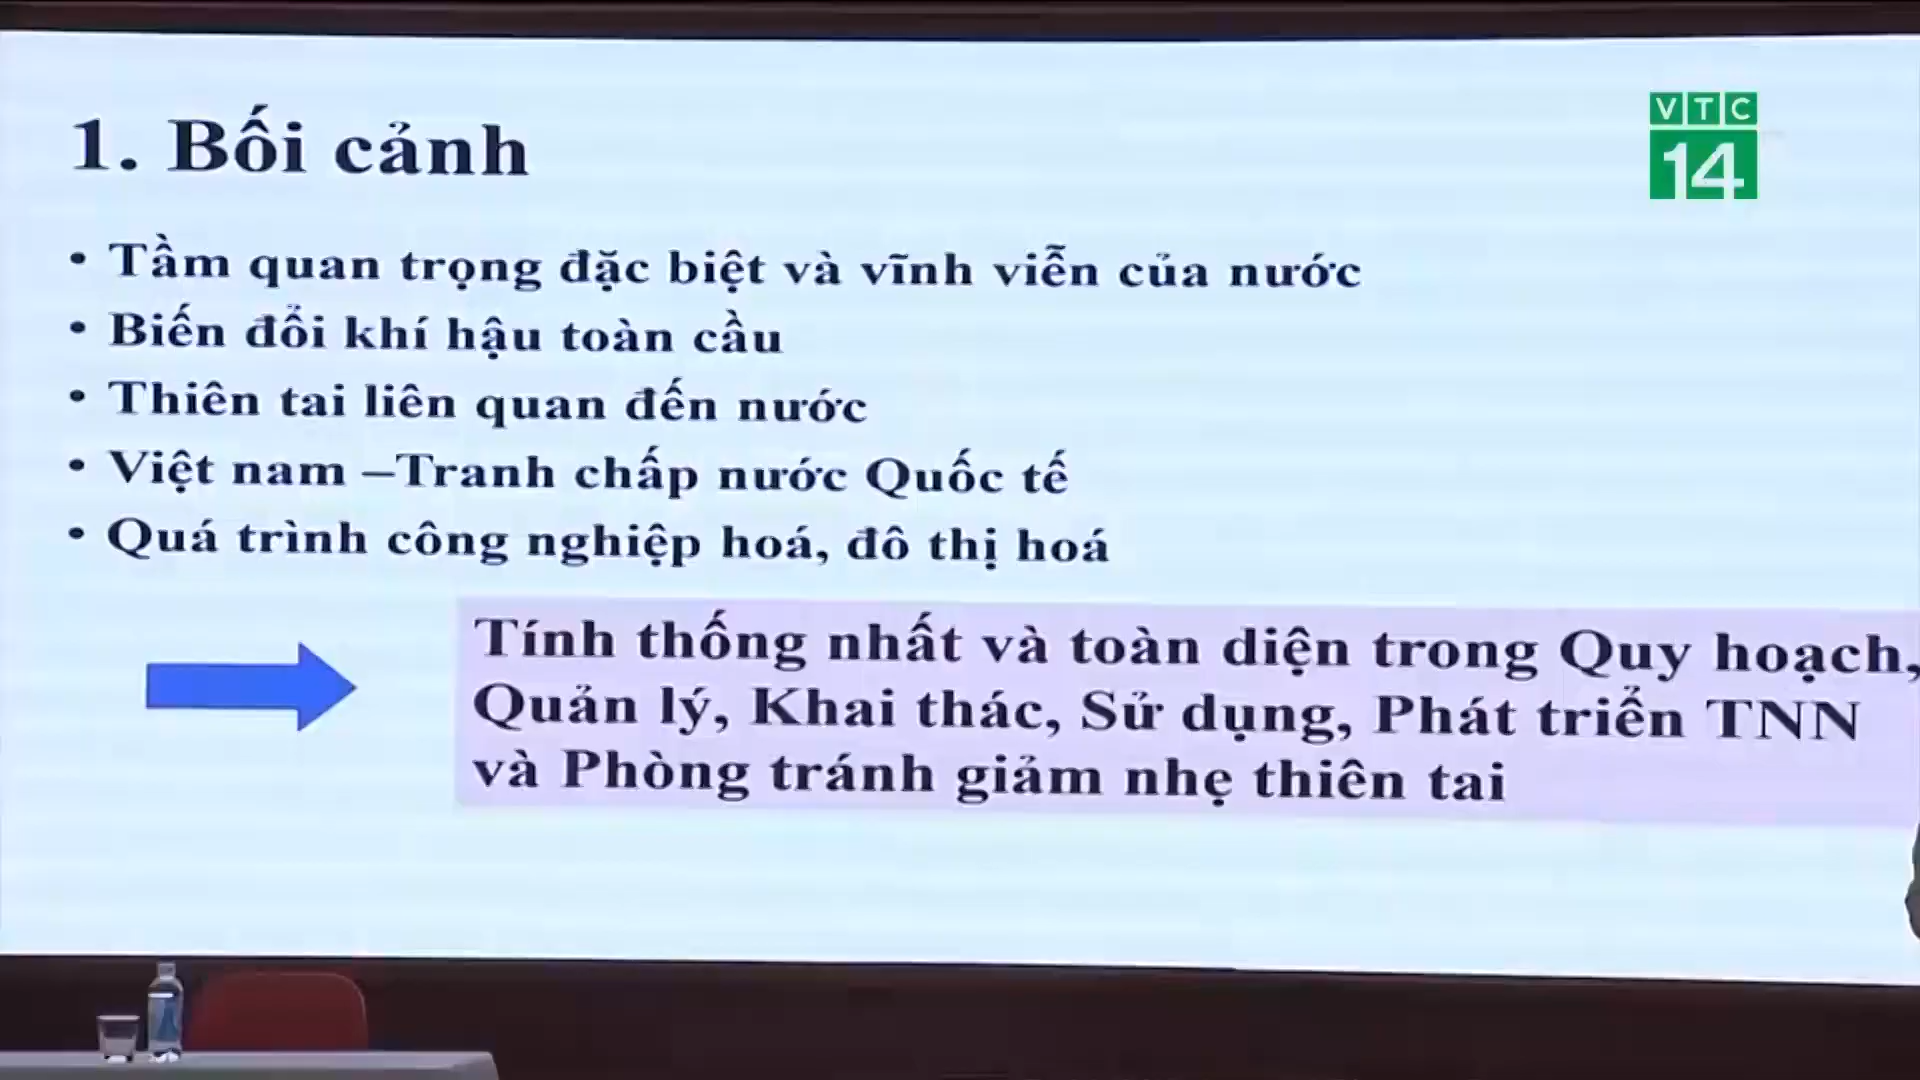 VTC
14
1. Bối cảnh
• Tầm quan trọng đặc biệt và vĩnh viễn của nước
• Biến đổi khí hậu toàn cầu
• Thiên tai liên quan đến nước
• Việt nam –Tranh chấp nước Quốc tế
• Quá trình công nghiệp hoá, đô thị hoá
Tính thống nhất và toàn diện trong Quy hoạch,
Quản lý, Khai thác, Sử dụng, Phát triển TNN
và Phòng tránh giảm nhẹ thiên tai